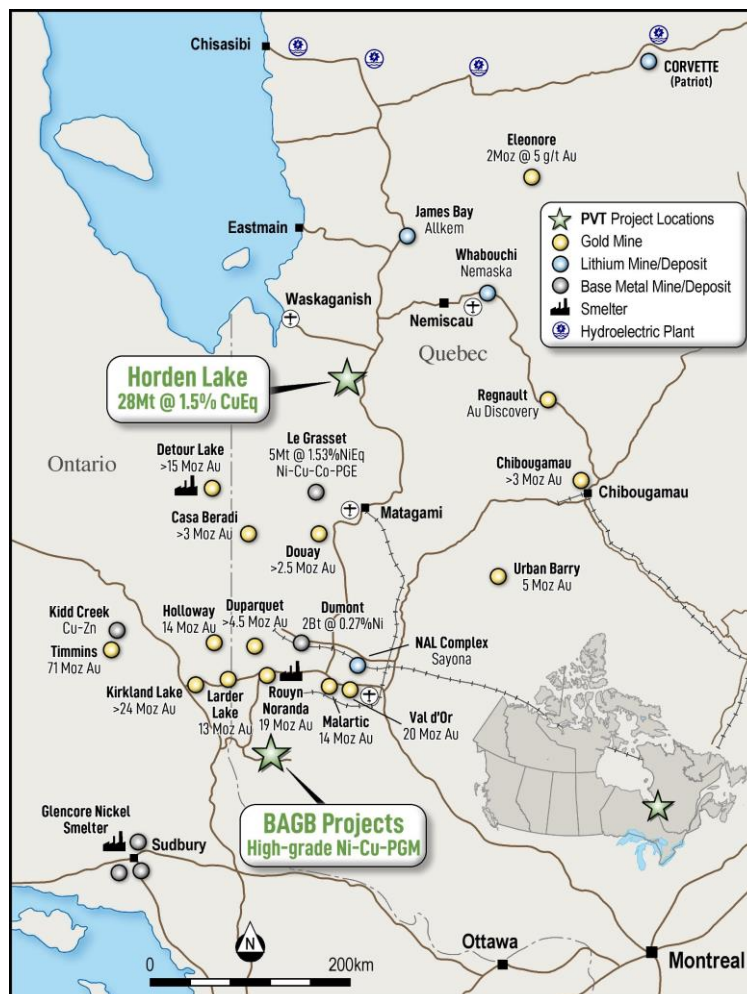 Chisasibi
CORVETTE
(Patriot)
Eleonore
2Moz @ 5 g/t Au
James Bay
Allkem
Eastmain
PVT Project Locations
Gold Mine
Lithium Mine/Deposit
Base Metal Mine/Deposit
Smelter
Hydroelectric Plant
Whabouchi
Nemaska
Waskaganish
Nemiscau
Quebec
Horden Lake
28Mt @ 1.5% CuEq
Regnault
Au Discovery
Ontario
Le Grasset
5Mt @ 1.53%NiEq
Ni-Cu-Co-PGE
Detour Lake
>15 Moz Au
Chibougamau
>3 Moz Au
Chibougamau
Matagami
Casa Beradi
>3 Moz Au
Douay
>2.5 Moz Au
Urban Barry
5 Moz Au
Kidd Creek
Cu-Zn
Timmins
71 Moz Au
Holloway
14 Moz Au
Duparquet
>4.5 Moz Au
Dumont
2Bt @ 0.27%Ni
NAL Complex
Sayona
Kirkland Lake
>24 Moz Au
Larder
Lake
13 Moz Au
Rouyn
Noranda
19 Moz Au
Malartic
14 Moz Au
Val d'Or
20 Moz Au
BAGB Projects
High-grade Ni-Cu-PGM
Glencore Nickel
Smelter
Sudbury
N
0 200km
Ottawa
Montreal